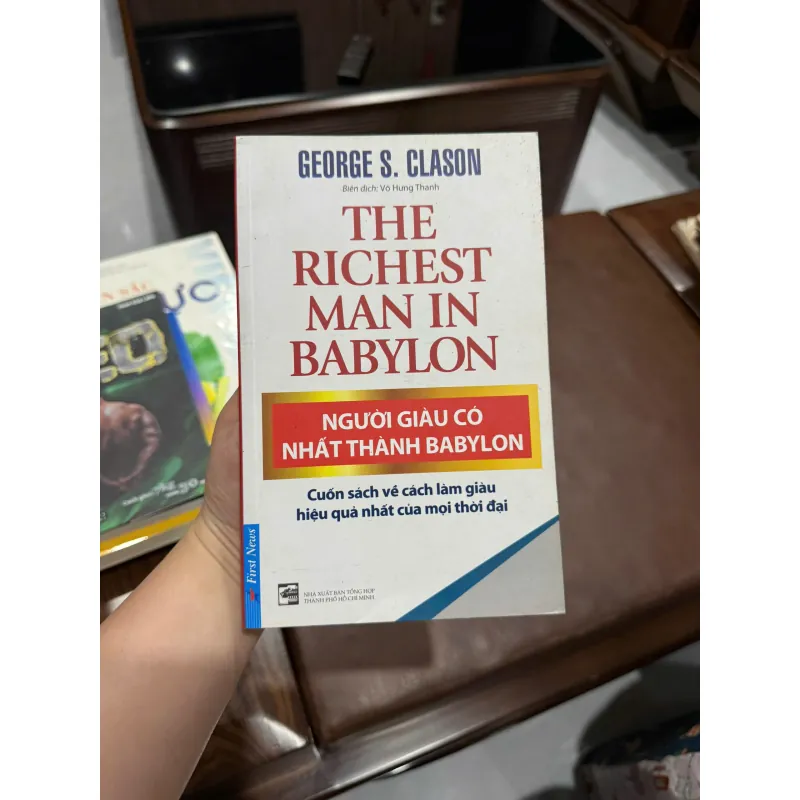 GEORGE S. CLASON
Biên dịch: Võ Hưng Thanh
THE
RICHEST
MAN IN
BABYLON
NGƯỜI GIÀU CÓ
NHẤT THÀNH BABYLON
Cuốn sách về cách làm giàu
hiệu quả nhất của mọi thời đại
First News
NHÀ XUẤT BẢN TỔNG HỢP
THÀNH PHỐ HỒ CHÍ MINH